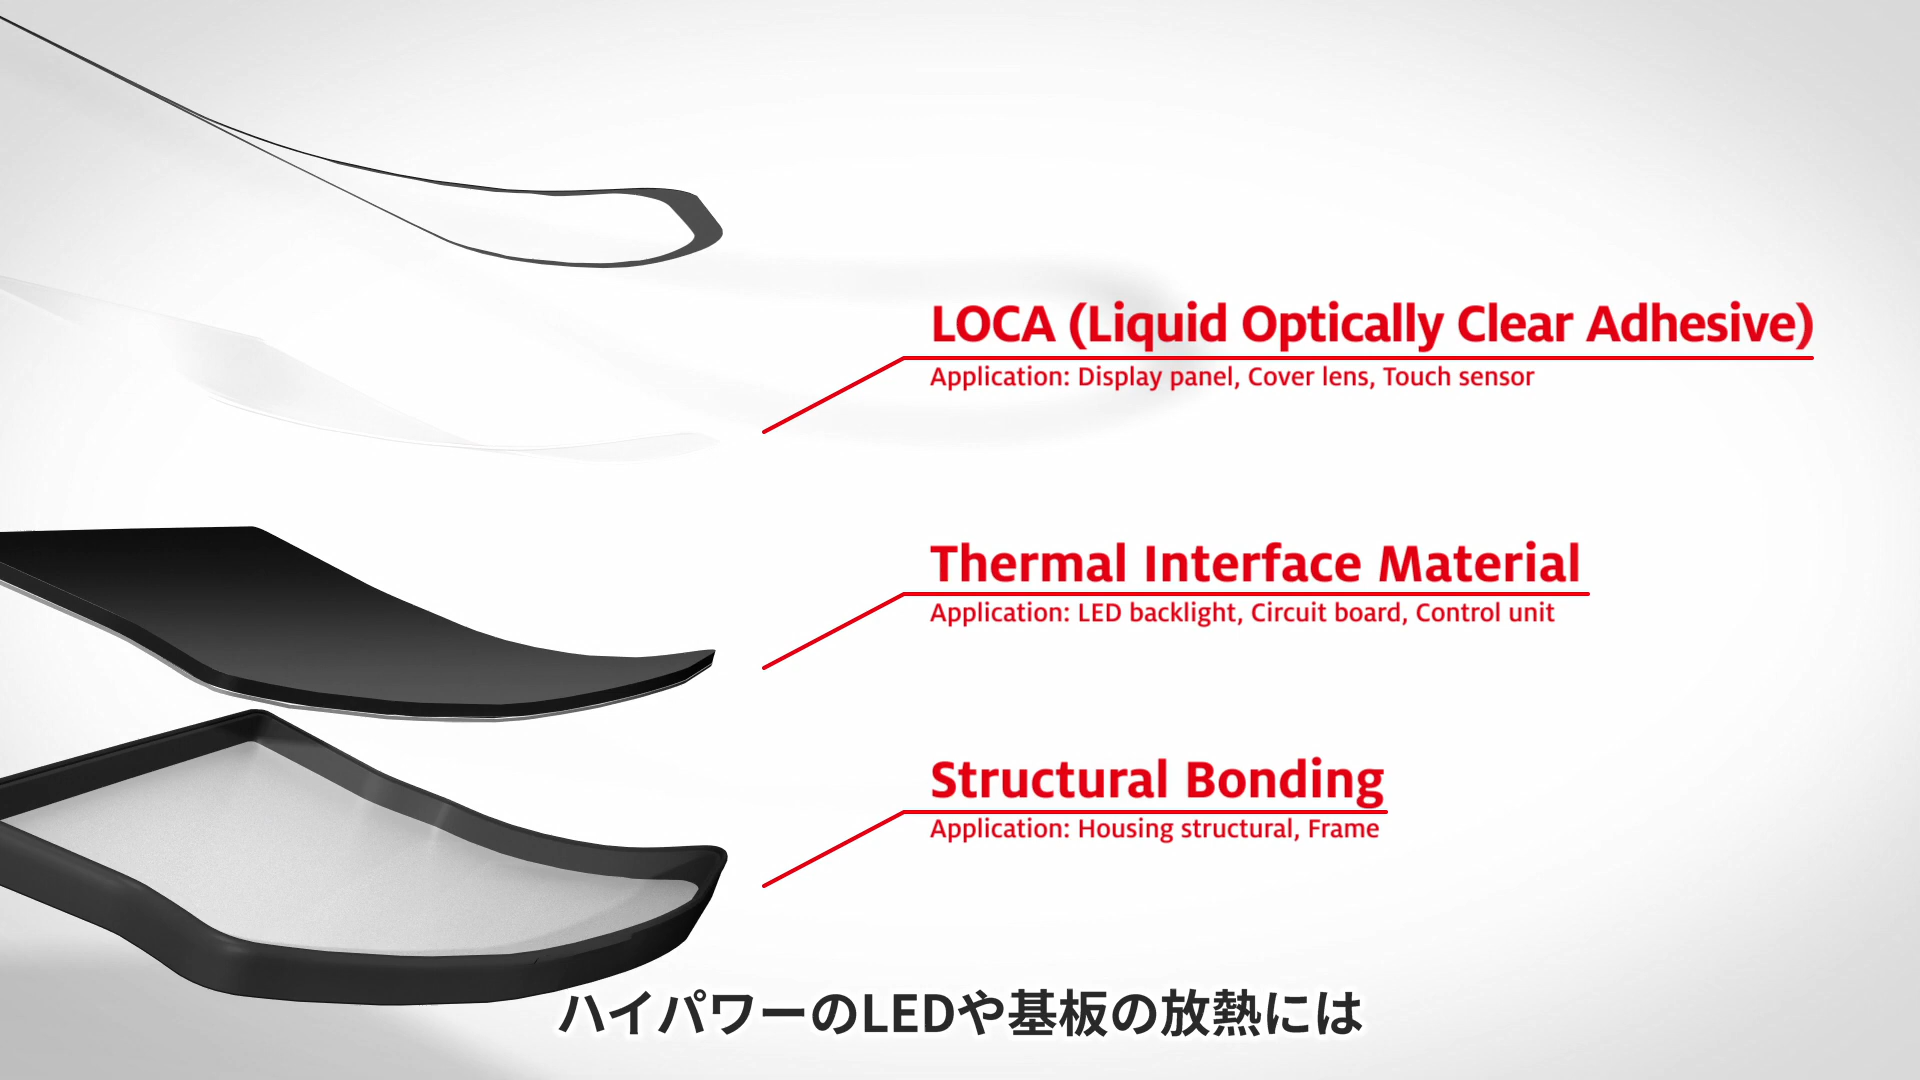 LOCA (Liquid Optically Clear Adhesive)
Application: Display panel, Cover lens, Touch sensor
Thermal Interface Material
Application: LED backlight, Circuit board, Control unit
Structural Bonding
Application: Housing structural, Frame
ハイパワーのLEDや基板の放熱には